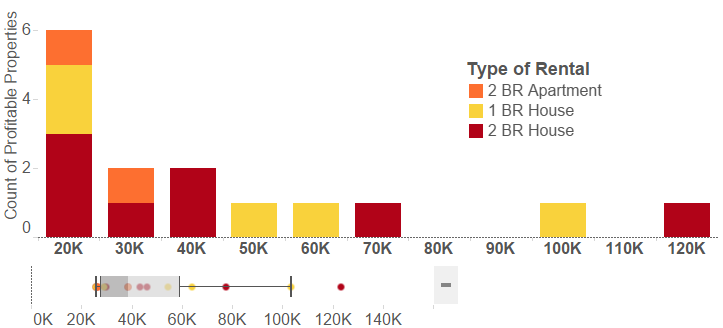 Count of Profitable Properties
6
4
2
0
Type of Rental
2 BR Apartment
1 BR House
2 BR House
20K 30K 40K 50K 60K 70K 80K 90K 100K 110K 120K
0K 20K 40K 60K 80K 100K 120K 140K